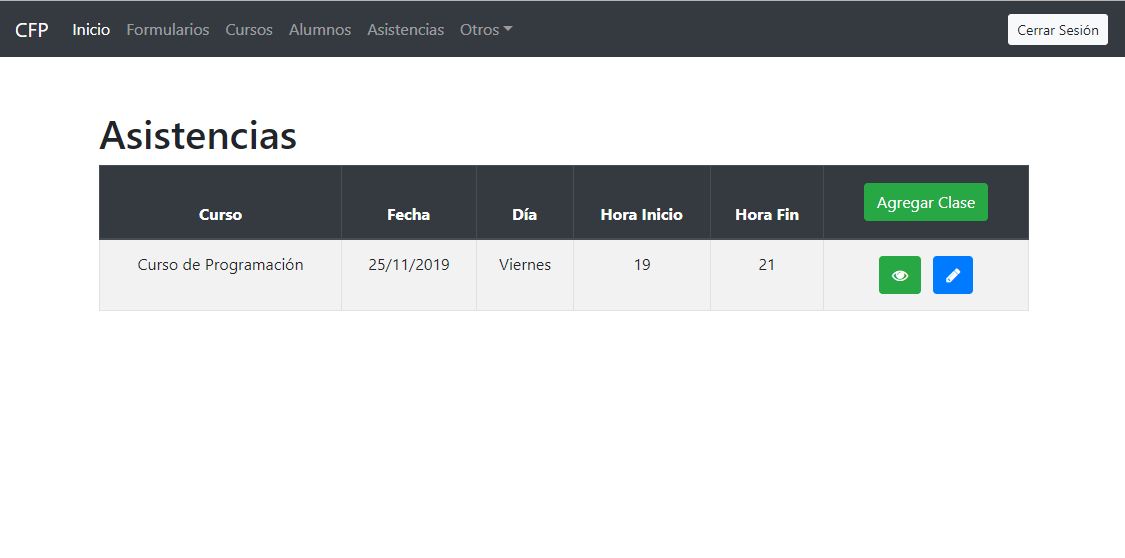 CFP Inicio Formularios Cursos Alumnos Asistencias Otros Cerrar Sesión
Asistencias
Curso Fecha Día Hora Inicio Hora Fin Agregar Clase
Curso de Programación 25/11/2019 Viernes 19 21